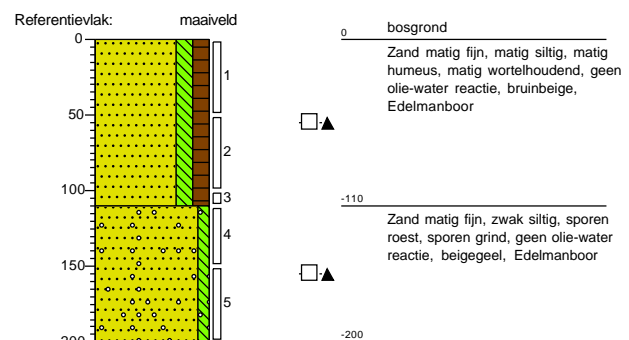 Referentievlak: maaiveld
0
50
100
150
200
1
2
3
4
5
0 bosgrond
Zand matig fijn, matig siltig, matig
humeus, matig wortelhoudend, geen
olie-water reactie, bruinbeige,
Edelmanboor
-110
Zand matig fijn, zwak siltig, sporen
roest, sporen grind, geen olie-water
reactie, beigegeel, Edelmanboor
-200